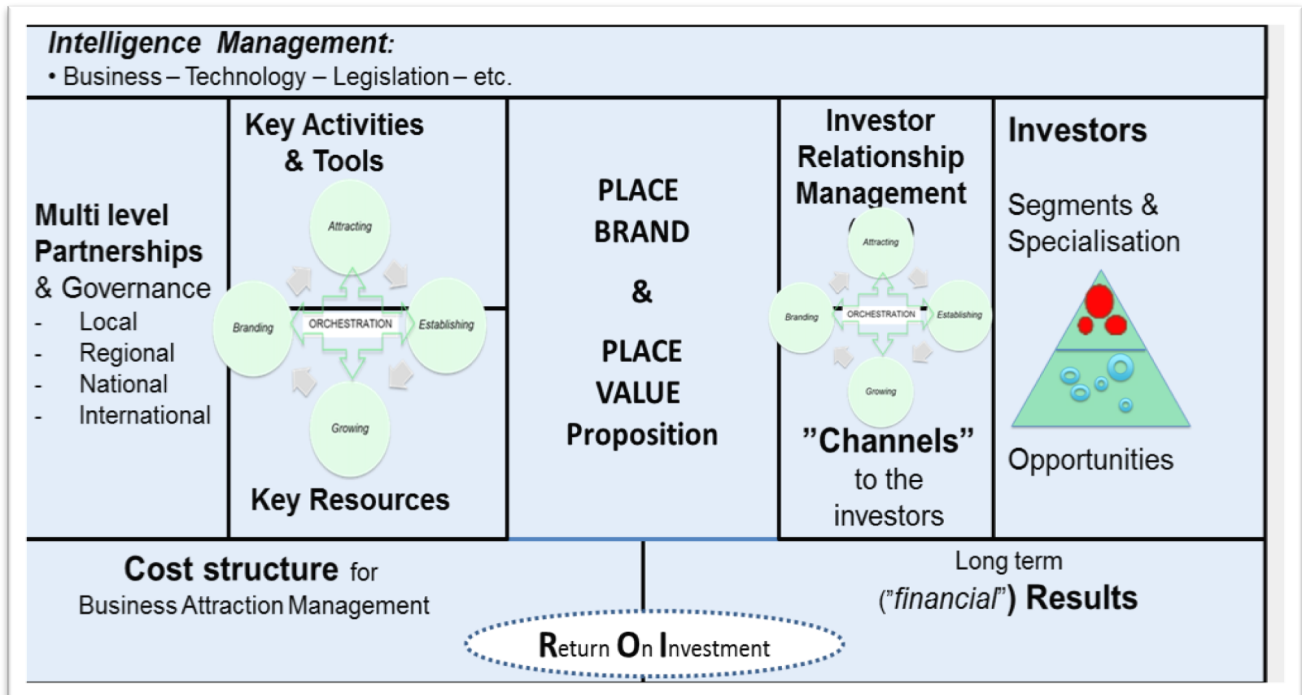 Intelligence Management:
• Business – Technology – Legislation – etc.
Multi level
Partnerships
& Governance
- Local
- Regional
- National
- International
Key Activities
& Tools
Attracting
Branding
ORCHESTRATION
Establishing
Growing
Key Resources
PLACE
BRAND
&
PLACE
VALUE
Proposition
Investor
Relationship
Management
Attracting
Branding
ORCHESTRATION
Establishing
Growing
”Channels”
to the
investors
Investors
Segments &
Specialisation
Opportunities
Cost structure for
Business Attraction Management
Long term
(”financial”) Results
Return On Investment